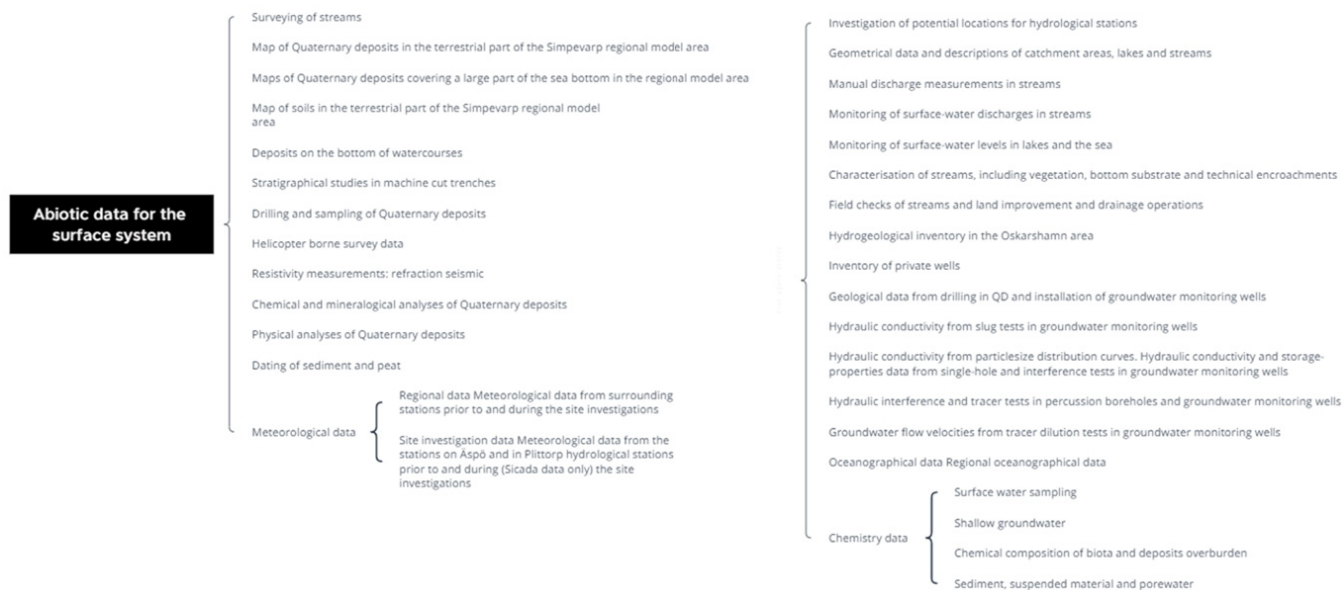 Abiotic data for the
surface system
Surveying of streams
Map of Quaternary deposits in the terrestrial part of the Simpevarp regional model area
Maps of Quaternary deposits covering a large part of the sea bottom in the regional model area
Map of soils in the terrestrial part of the Simpevarp regional model
area
Deposits on the bottom of watercourses
Stratigraphical studies in machine cut trenches
Drilling and sampling of Quaternary deposits
Helicopter borne survey data
Resistivity measurements: refraction seismic
Chemical and mineralogical analyses of Quaternary deposits
Physical analyses of Quaternary deposits
Dating of sediment and peat
Meteorological data
Regional data Meteorological data from surrounding
stations prior to and during the site investigations
Site investigation data Meteorological data from the
stations on Äspö and in Plittorp hydrological stations
prior to and during (Sicada data only) the site
investigations
Investigation of potential locations for hydrological stations
Geometrical data and descriptions of catchment areas, lakes and streams
Manual discharge measurements in streams
Monitoring of surface-water discharges in streams
Monitoring of surface-water levels in lakes and the sea
Characterisation of streams, including vegetation, bottom substrate and technical encroachments
Field checks of streams and land improvement and drainage operations
Hydrogeological inventory in the Oskarshamn area
Inventory of private wells
Geological data from drilling in QD and installation of groundwater monitoring wells
Hydraulic conductivity from slug tests in groundwater monitoring wells
Hydraulic conductivity from particlesize distribution curves. Hydraulic conductivity and storage-
properties data from single-hole and interference tests in groundwater monitoring wells
Hydraulic interference and tracer tests in percussion boreholes and groundwater monitoring wells
Groundwater flow velocities from tracer dilution tests in groundwater monitoring wells
Oceanographical data Regional oceanographical data
Chemistry data
Surface water sampling
Shallow groundwater
Chemical composition of biota and deposits overburden
Sediment, suspended material and porewater